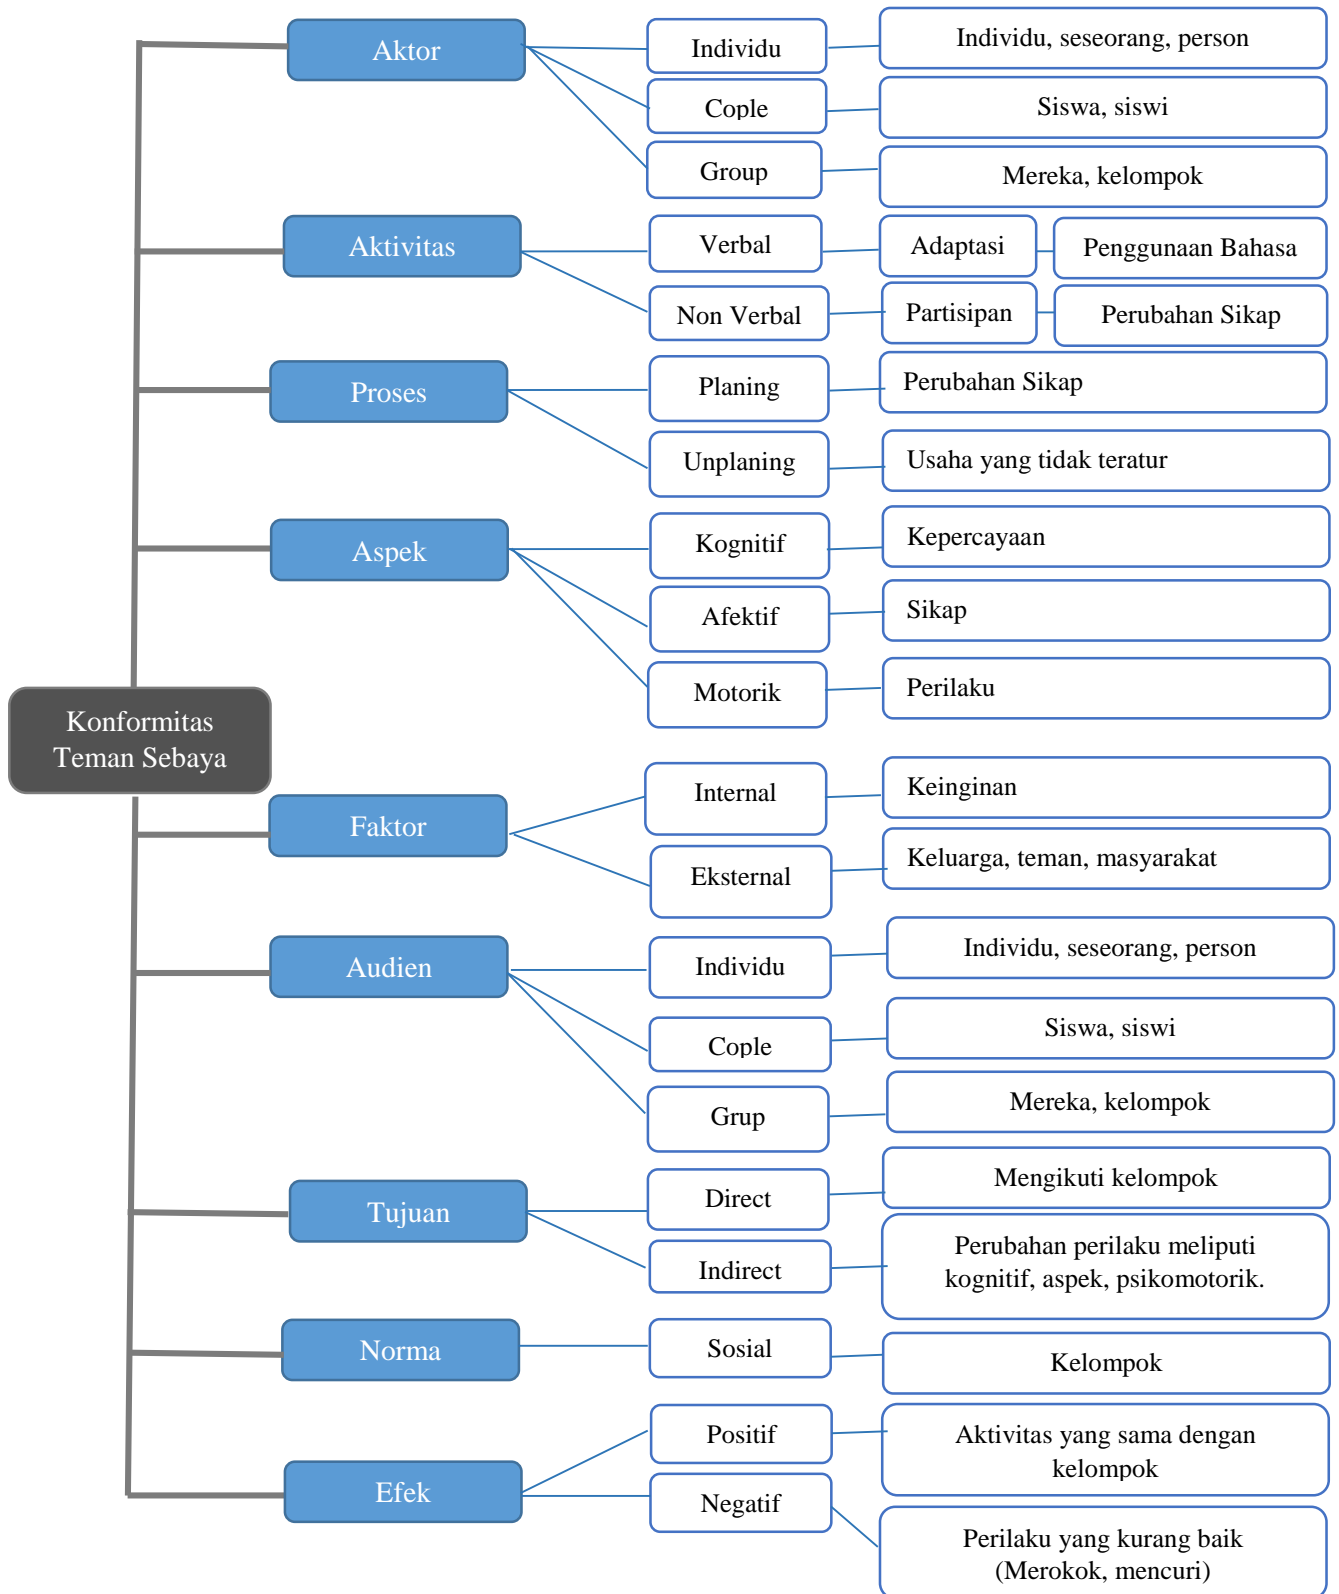 Aktor
Individu
Individu, seseorang, person
Cople
Siswa, siswi
Group
Mereka, kelompok
Aktivitas
Verbal
Adaptasi
Penggunaan Bahasa
Non Verbal
Partisipan
Perubahan Sikap
Proses
Planing
Perubahan Sikap
Unplaning
Usaha yang tidak teratur
Aspek
Kognitif
Kepercayaan
Afektif
Sikap
Motorik
Perilaku
Konformitas
Teman Sebaya
Faktor
Internal
Keinginan
Eksternal
Keluarga, teman, masyarakat
Audien
Individu
Individu, seseorang, person
Cople
Siswa, siswi
Grup
Mereka, kelompok
Tujuan
Direct
Mengikuti kelompok
Indirect
Perubahan perilaku meliputi
kognitif, aspek, psikomotorik.
Norma
Sosial
Kelompok
Efek
Positif
Aktivitas yang sama dengan
kelompok
Negatif
Perilaku yang kurang baik
(Merokok, mencuri)